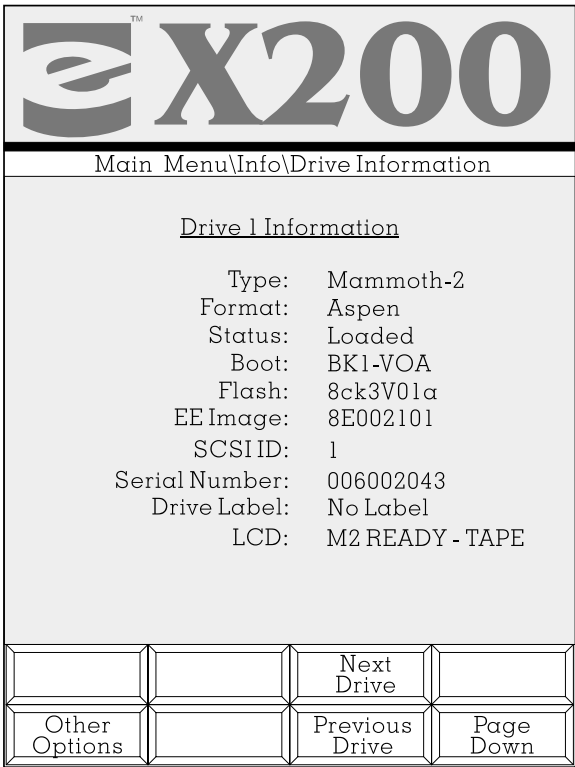 e™ X200
Main Menu\Info\Drive Information
Drive 1 Information
Type: Mammoth-2
Format: Aspen
Status: Loaded
Boot: BK1-VOA
Flash: 8ck3V01a
EE Image: 8E002101
SCSI ID: 1
Serial Number: 006002043
Drive Label: No Label
LCD: M2 READY - TAPE
Next
Drive
Other
Options
Previous
Drive
Page
Down